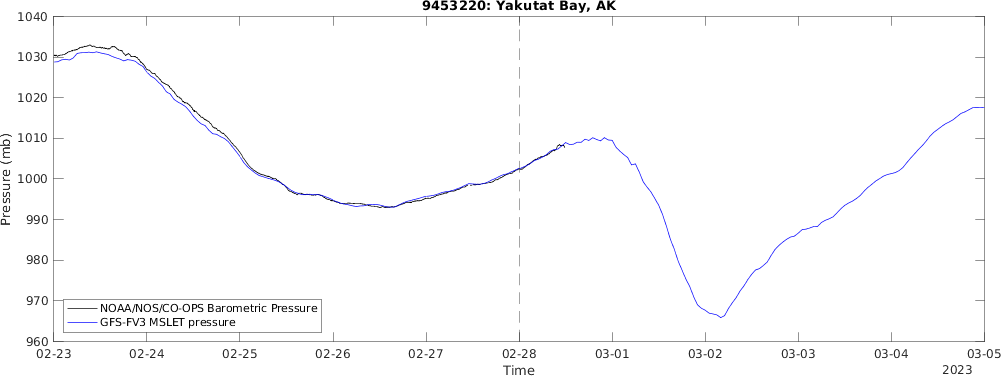 9453220: Yakutat Bay, AK
1040
1030
1020
1010
1000
990
980
970
960
Pressure (mb)
NOAA/NOS/CO-OPS Barometric Pressure
GFS-FV3 MSLET pressure
02-23 02-24 02-25 02-26 02-27 02-28 03-01 03-02 03-03 03-04 03-05
Time
2023